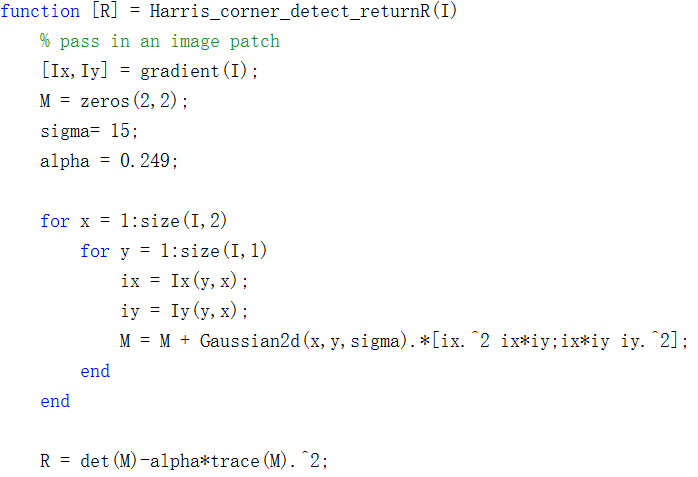 function [R] = Harris_corner_detect_returnR(I)
    % pass in an image patch
    [Ix,Iy] = gradient(I);
    M = zeros(2,2);
    sigma= 15;
    alpha = 0.249;
    for x = 1:size(I,2)
        for y = 1:size(I,1)
            ix = Ix(y,x);
            iy = Iy(y,x);
            M = M + Gaussian2d(x,y,sigma).*[ix.^2 ix*iy;ix*iy iy.^2];
        end
    end
    R = det(M)-alpha*trace(M).^2;